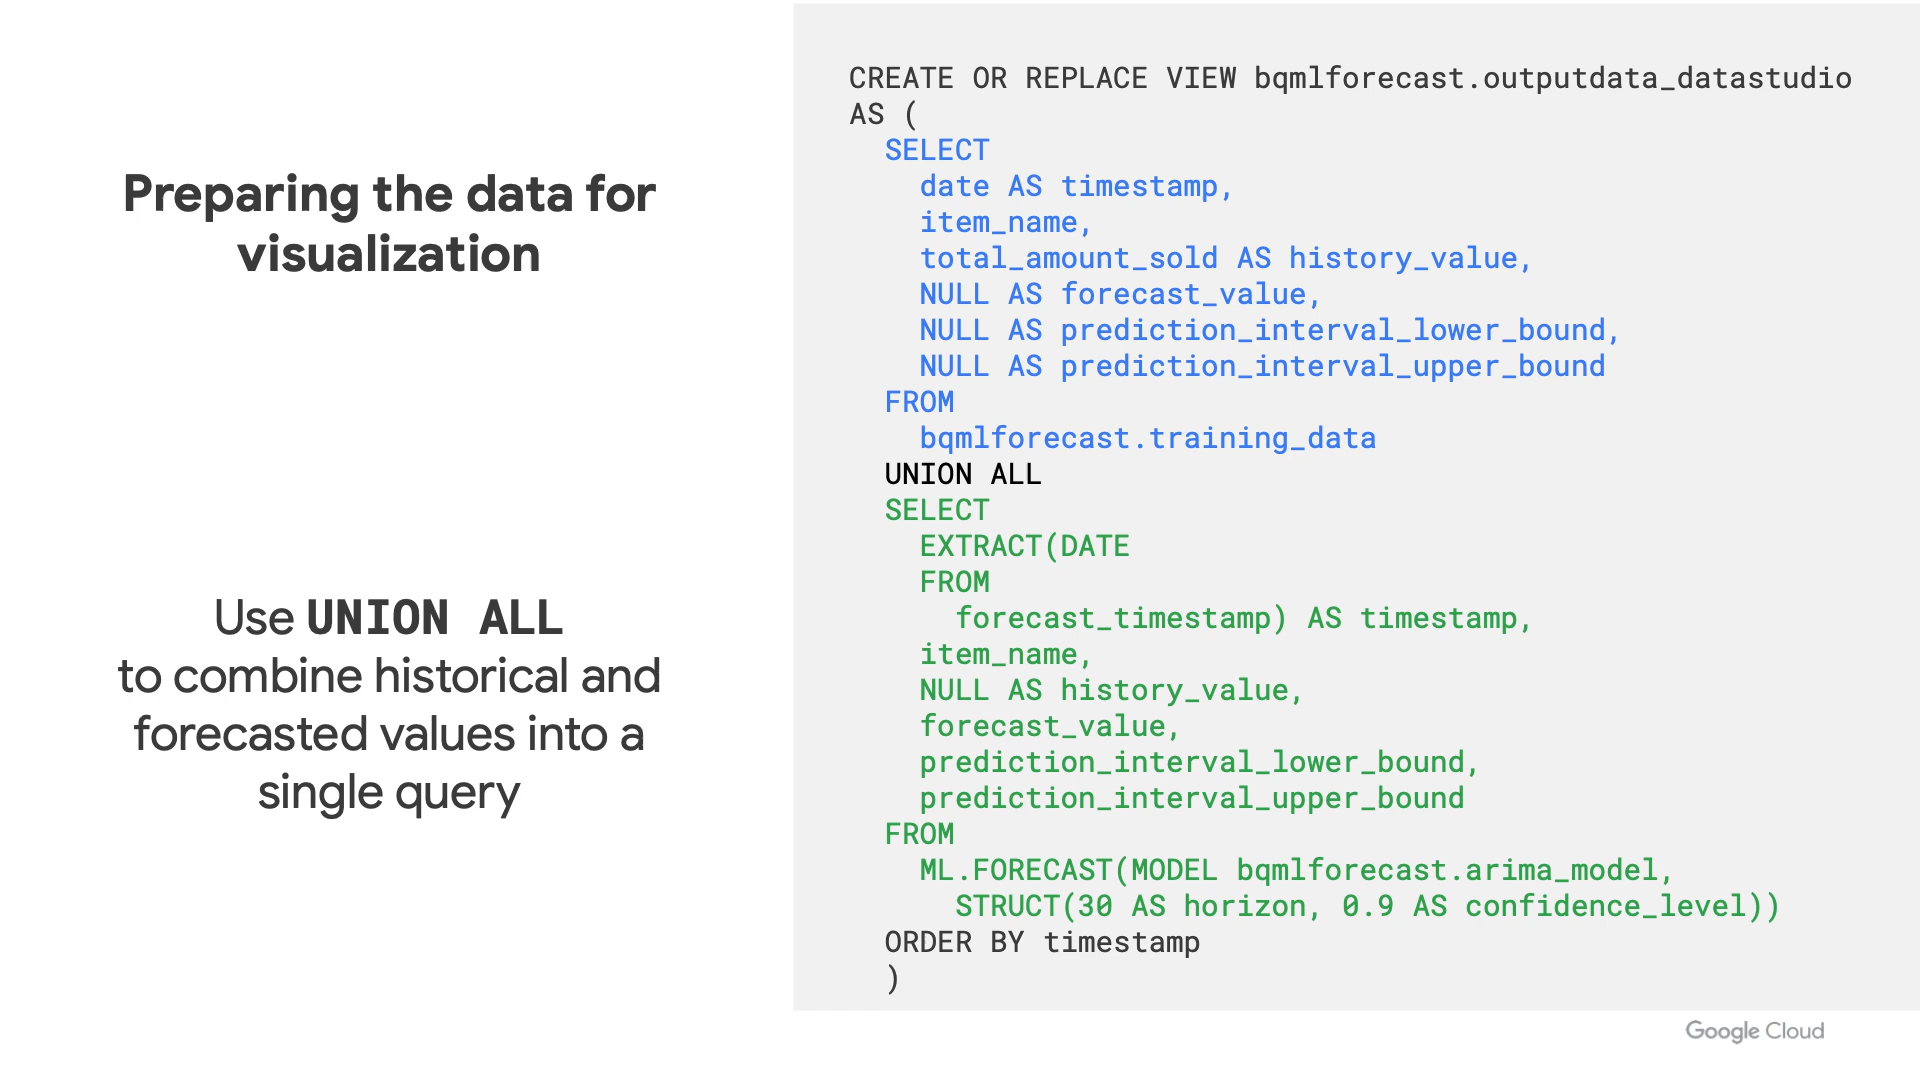 Preparing the data for
visualization
Use UNION ALL
to combine historical and
forecasted values into a
single query
CREATE OR REPLACE VIEW bqmlforecast.outputdata_datastudio
AS (
  SELECT
    date AS timestamp,
    item_name,
    total_amount_sold AS history_value,
    NULL AS forecast_value,
    NULL AS prediction_interval_lower_bound,
    NULL AS prediction_interval_upper_bound
  FROM
    bqmlforecast.training_data
  UNION ALL
  SELECT
    EXTRACT(DATE
    FROM
      forecast_timestamp) AS timestamp,
    item_name,
    NULL AS history_value,
    forecast_value,
    prediction_interval_lower_bound,
    prediction_interval_upper_bound
  FROM
    ML.FORECAST(MODEL bqmlforecast.arima_model,
      STRUCT(30 AS horizon, 0.9 AS confidence_level))
  ORDER BY timestamp
  )
Google Cloud